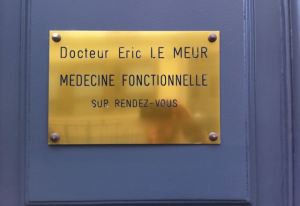 Docteur Eric LE MEUR
MEDECINE FONCTIONNELLE
SUR RENDEZ-VOUS